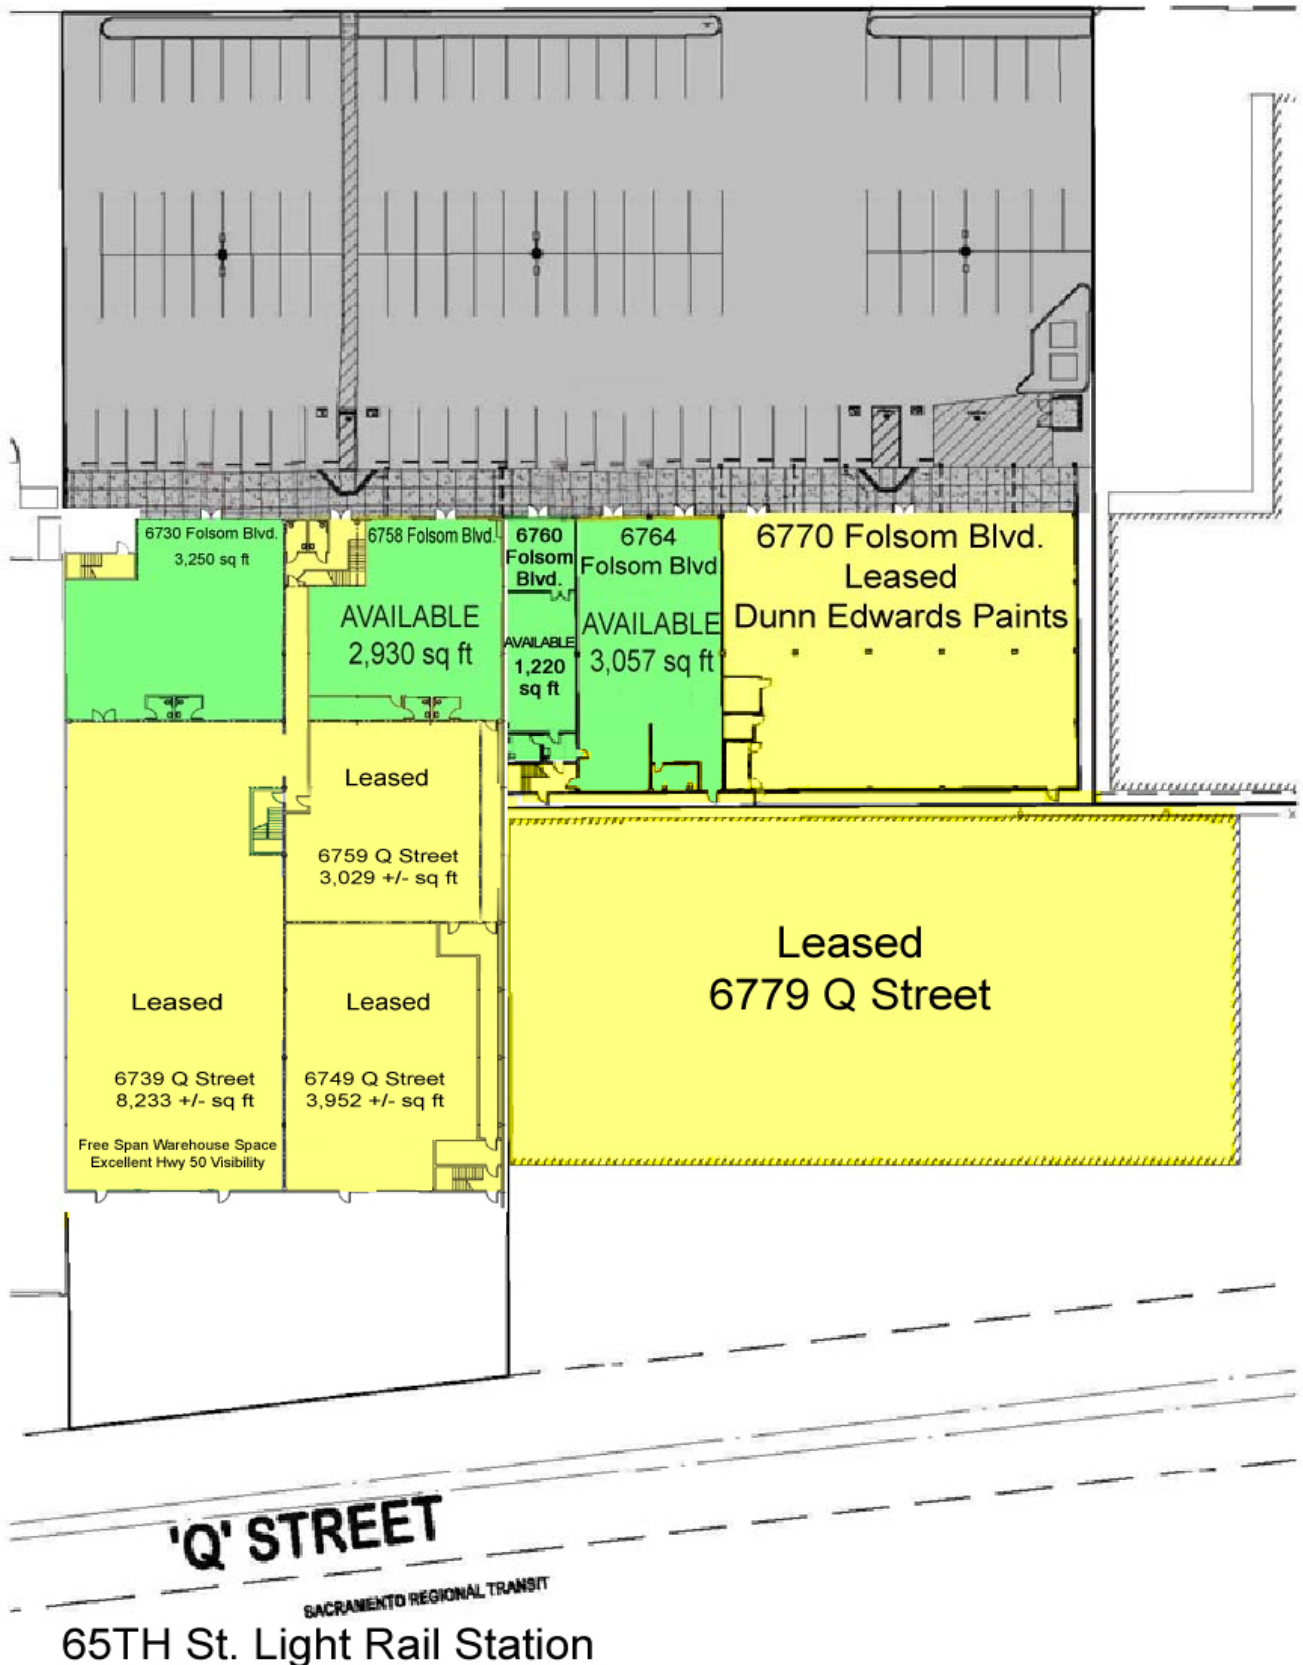 6730 Folsom Blvd.
3,250 sq ft
6758 Folsom Blvd.
AVAILABLE
2,930 sq ft
6760
Folsom
Blvd.
AVAILABLE
1,220
sq ft
6764
Folsom Blvd
AVAILABLE
3,057 sq ft
6770 Folsom Blvd.
Leased
Dunn Edwards Paints
Leased
6759 Q Street
3,029 +/- sq ft
Leased
6739 Q Street
8,233 +/- sq ft
Free Span Warehouse Space
Excellent Hwy 50 Visibility
Leased
6749 Q Street
3,952 +/- sq ft
Leased
6779 Q Street
'Q' STREET
SACRAMENTO REGIONAL TRANSIT
65TH St. Light Rail Station